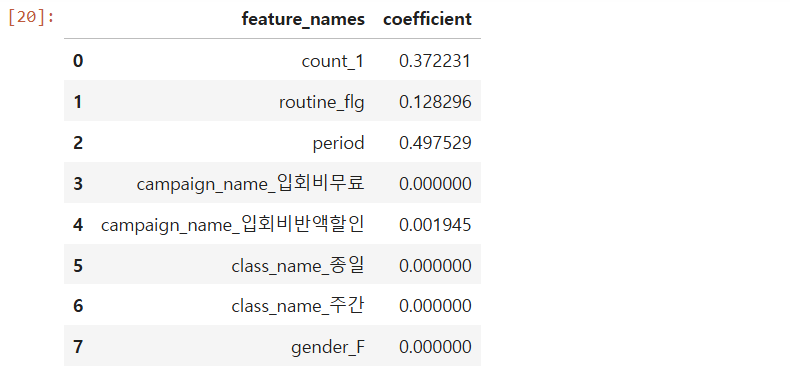 [20]: feature_names coefficient
0 count_1 0.372231
1 routine_flg 0.128296
2 period 0.497529
3 campaign_name_입회비무료 0.000000
4 campaign_name_입회비반액할인 0.001945
5 class_name_종일 0.000000
6 class_name_주간 0.000000
7 gender_F 0.000000